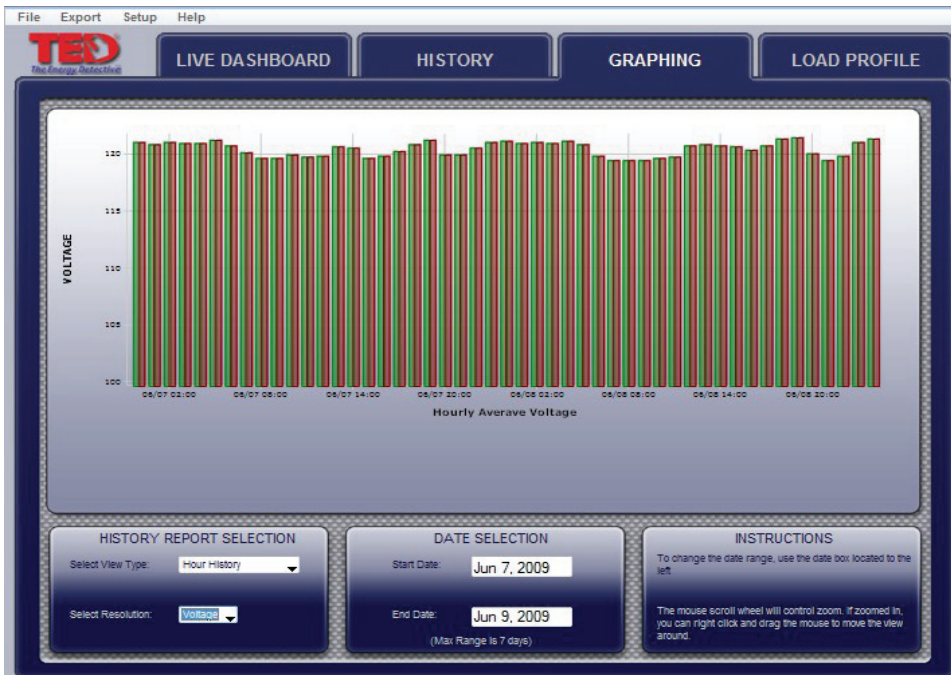 File Export Setup Help
TED
The Energy Detective
LIVE DASHBOARD
HISTORY
GRAPHING
LOAD PROFILE
120
115
110
105
100
VOLTAGE
06/07 02:00 06/07 08:00 06/07 14:00 06/07 20:00 06/08 02:00 06/08 08:00 06/08 14:00 06/08 20:00
Hourly Averave Voltage
HISTORY REPORT SELECTION
Select View Type: Hour History
Select Resolution: Voltage
DATE SELECTION
Start Date: Jun 7, 2009
End Date: Jun 9, 2009
(Max Range is 7 days)
INSTRUCTIONS
To change the date range, use the date box located to the
left
The mouse scroll wheel will control zoom. If zoomed in,
you can right click and drag the mouse to move the view
around.